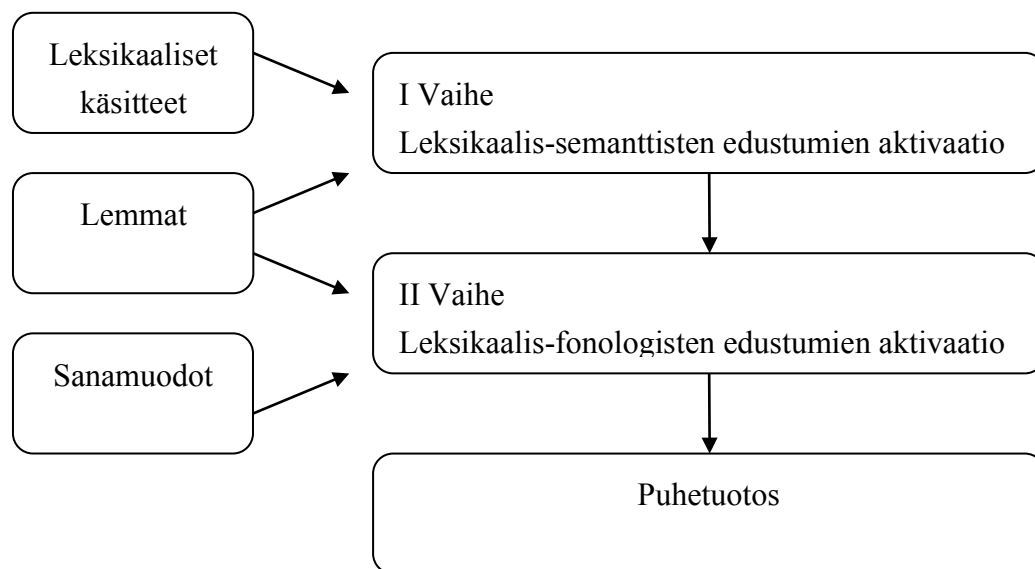 Leksikaaliset
käsitteet
I Vaihe
Leksikaalis-semanttisten edustumien aktivaatio
Lemmat
II Vaihe
Leksikaalis-fonologisten edustumien aktivaatio
Sanamuodot
Puhetuotos